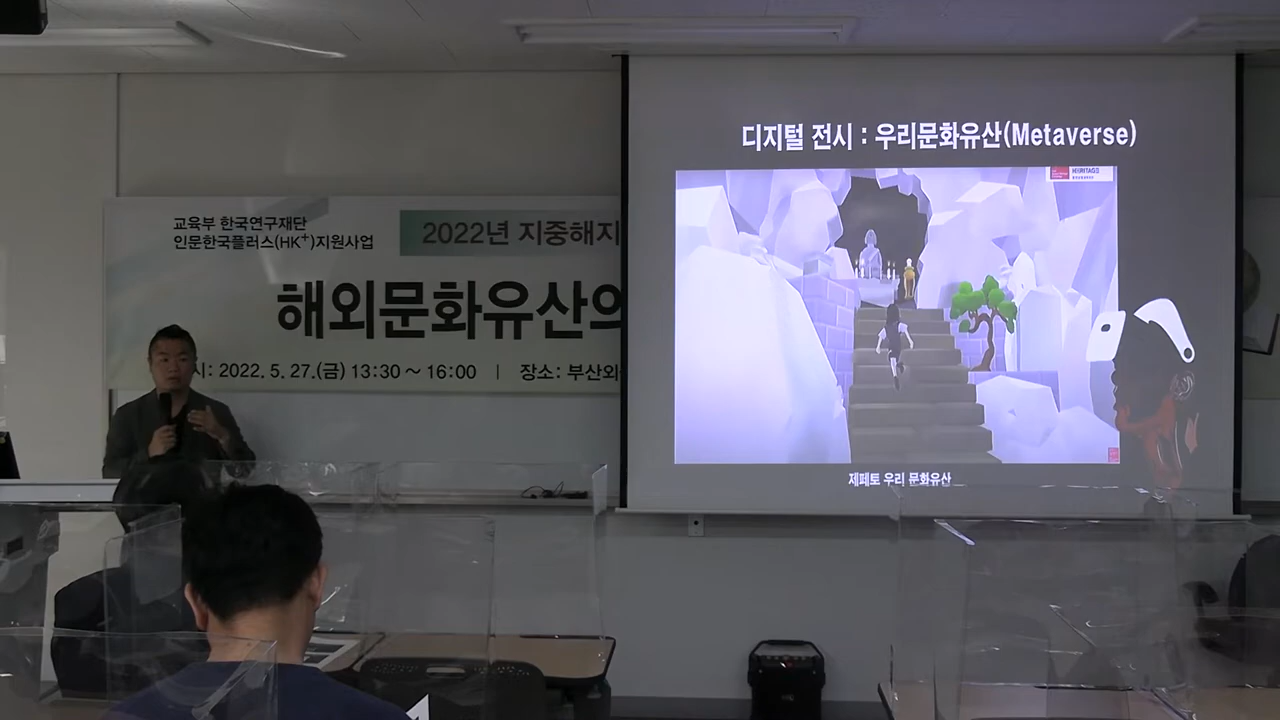 교육부 한국연구재단
인문한국플러스(HK+)지원사업
2022년 지중해지
해외문화유산의
시: 2022. 5. 27.(금) 13:30 ~ 16:00 | 장소: 부산외
디지털 전시 : 우리문화유산(Metaverse)
HERITAGE
제페토 우리 문화유산